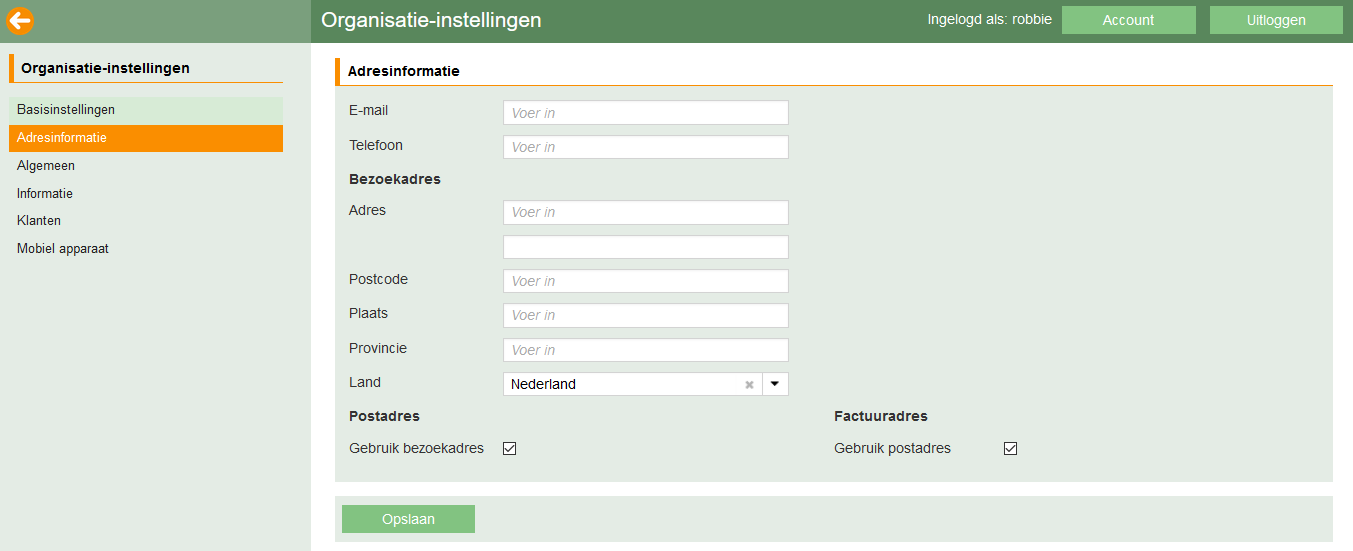 Organisatie-instellingen
Ingelogd als: robbie
Account
Uitloggen
Organisatie-instellingen
Basisinstellingen
Adresinformatie
Algemeen
Informatie
Klanten
Mobiel apparaat
Adresinformatie
E-mail Voer in
Telefoon Voer in
Bezoekadres
Adres Voer in
Postcode Voer in
Plaats Voer in
Provincie Voer in
Land Nederland
Postadres
Gebruik bezoekadres
Factuuradres
Gebruik postadres
Opslaan